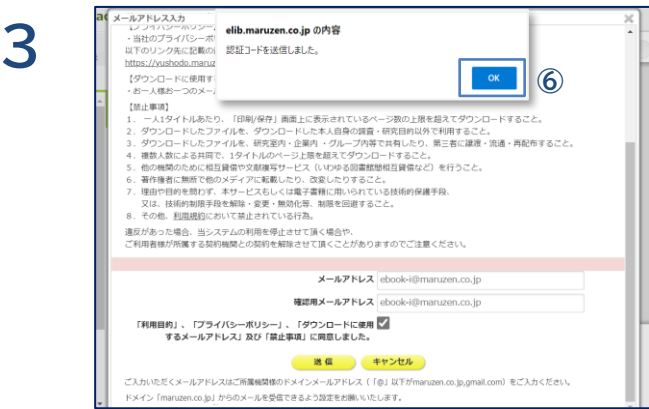 3
メールアドレス入力
elib.maruzen.co.jp の内容
認証コードを送信しました。
OK
⑥
・当社のプライバシーポ
以下のリンク先に記載の
https://yushodo.maruz
【ダウンロードに使用す
・お一人様お一つのメー
【禁止事項】
1. 一人1タイトルあたり、「印刷/保存」画面上に表示されているページ数の上限を超えてダウンロードすること。
2. ダウンロードしたファイルを、ダウンロードした本人自身の調査・研究目的以外で利用すること。
3. ダウンロードしたファイルを、研究室内・企業内 ・グループ内等で共有したり、第三者に譲渡・流通・再配布すること。
4. 複数人数による共同で、1タイトルのページ上限を超えてダウンロードすること。
5. 他の機関のために相互貸借や文献複写サービス（いわゆる図書館間相互貸借など）を行うこと。
6. 著作権者に無断で他のメディアに転載したり、改変したりすること。
7. 理由や目的を問わず、本サービスもしくは電子書籍に用いられている技術的保護手段、
又は、技術的制限手段を解除・変更・無効化等、制限を回避すること。
8. その他、利用規約において禁止されている行為。
違反があった場合、当システムの利用を停止させて頂く場合や、
ご利用者様が所属する契約機関との契約を解除させて頂くことがありますのでご注意ください。
メールアドレス ebook-i@maruzen.co.jp
確認用メールアドレス ebook-i@maruzen.co.jp
「利用目的」、「プライバシーポリシー」、「ダウンロードに使用
するメールアドレス」及び「禁止事項」に同意しました。
送 信 キャンセル
ご入力いただくメールアドレスはご所属機関様のドメインメールアドレス（「@」以下がmaruzen.co.jp,gmail.com）をご入力ください。
ドメイン「maruzen.co.jp」からのメールを受信できるよう設定をお願いいたします。